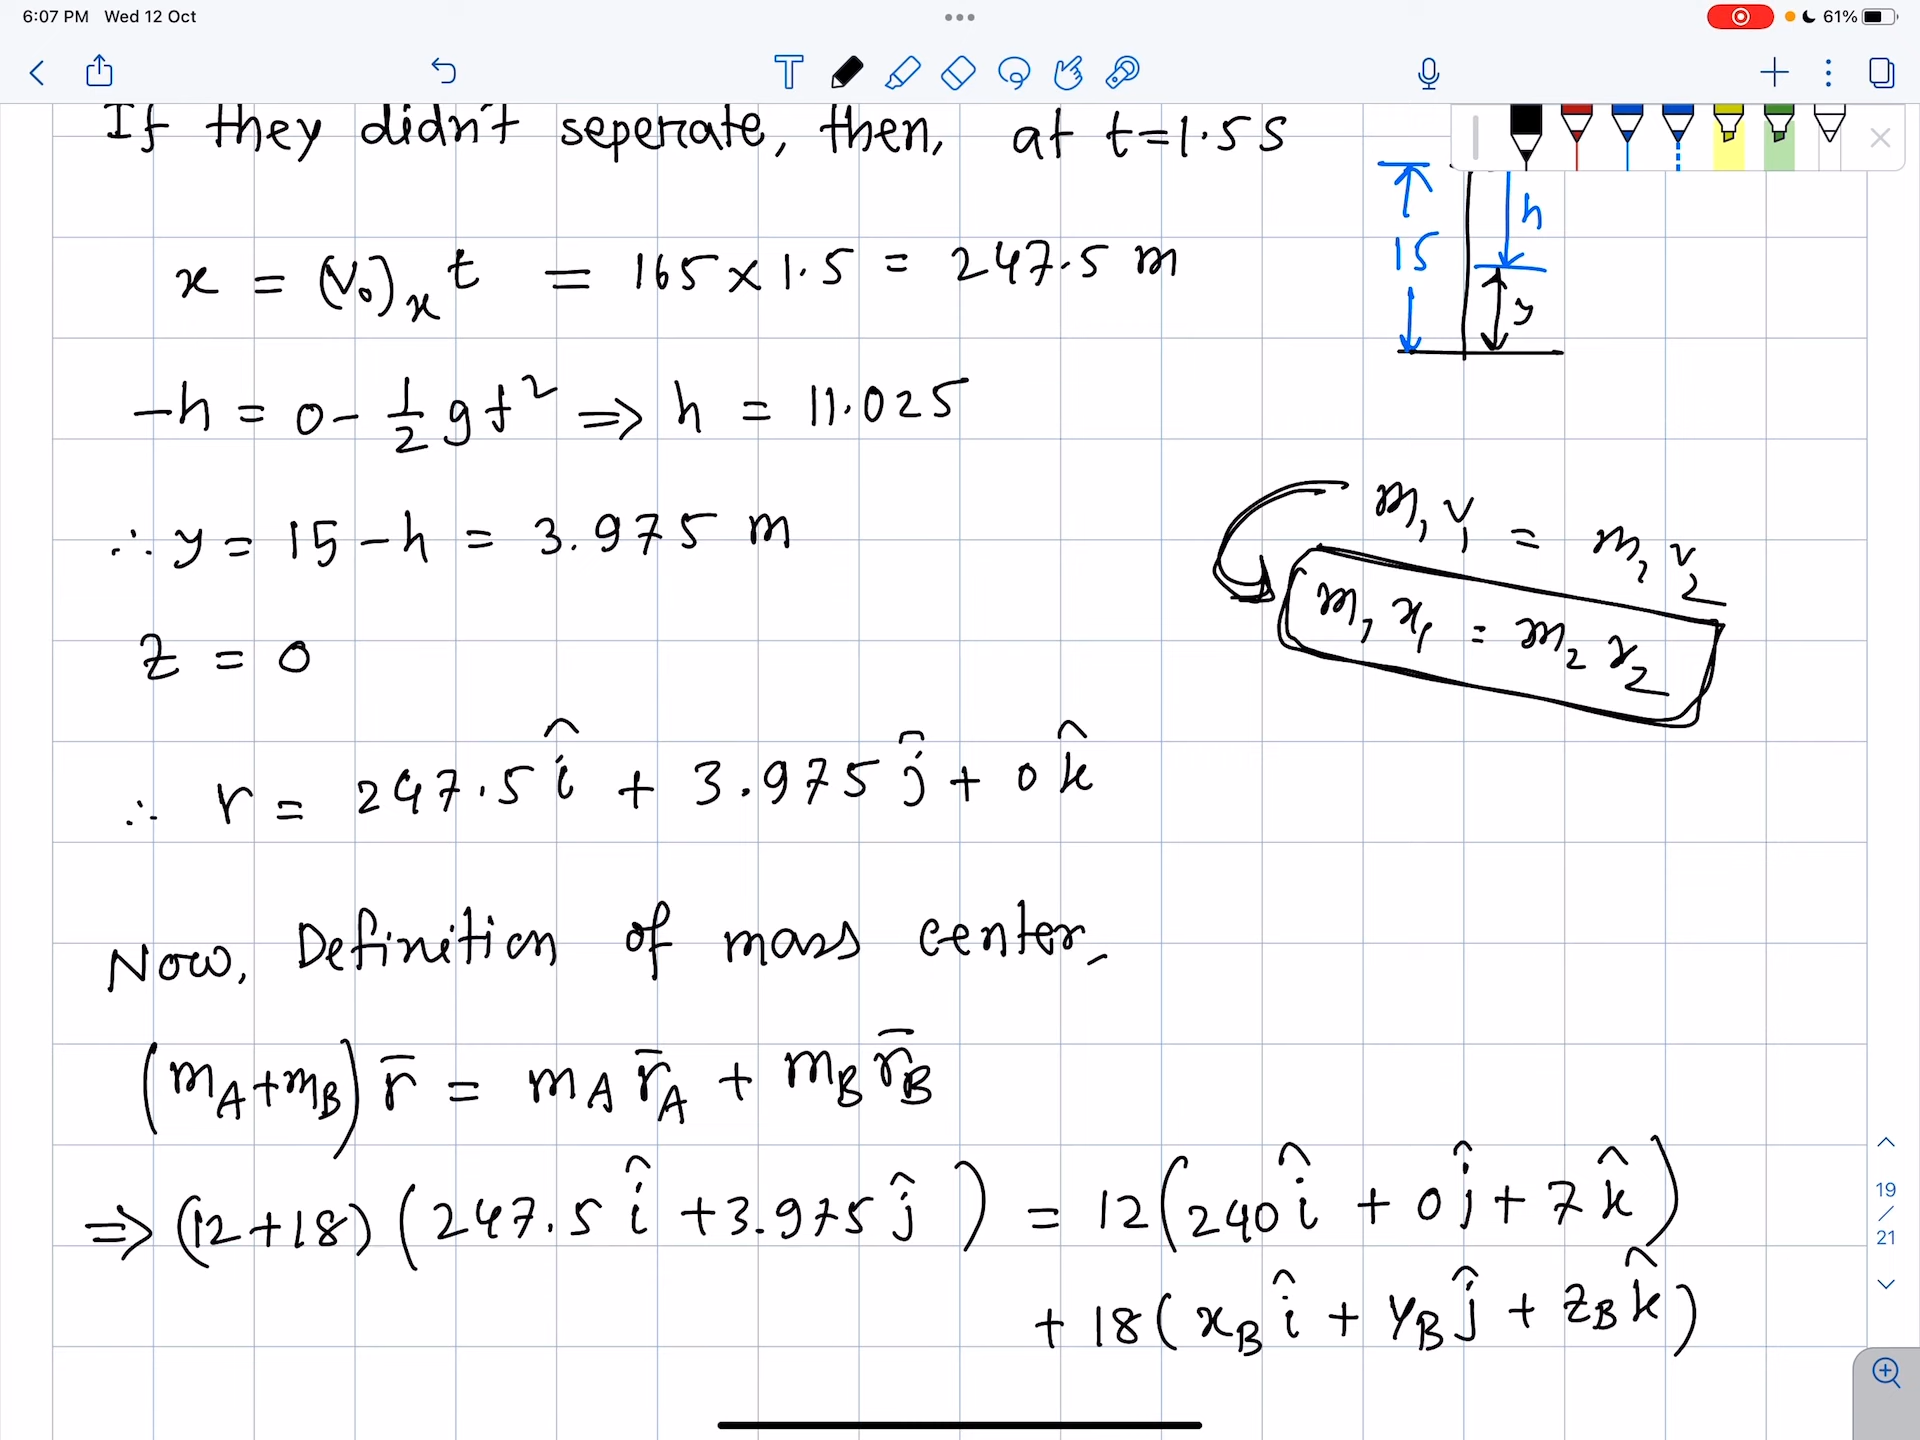 6:07 PM Wed 12 Oct
61%
If they didn't seperate, then, at t=1.5s
15 h y
x = (V₀)ₓ t = 165 × 1.5 = 247.5 m
-h = 0 - 1/2 g t² ⇒ h = 11.025
∴ y = 15 - h = 3.975 m
m₁ v₁ = m₂ v₂
m₁ x₁ = m₂ x₂
z = 0
∴ r = 247.5 î + 3.975 ĵ + 0 k̂
Now, Definition of mass center,
(mA+mB) r̄ = mA r̄A + mB r̄B
⇒ (12+18) (247.5 î + 3.975 ĵ) = 12 (240 î + 0 ĵ + 7 k̂)
+ 18 (xB î + yB ĵ + zB k̂)
19
/
21